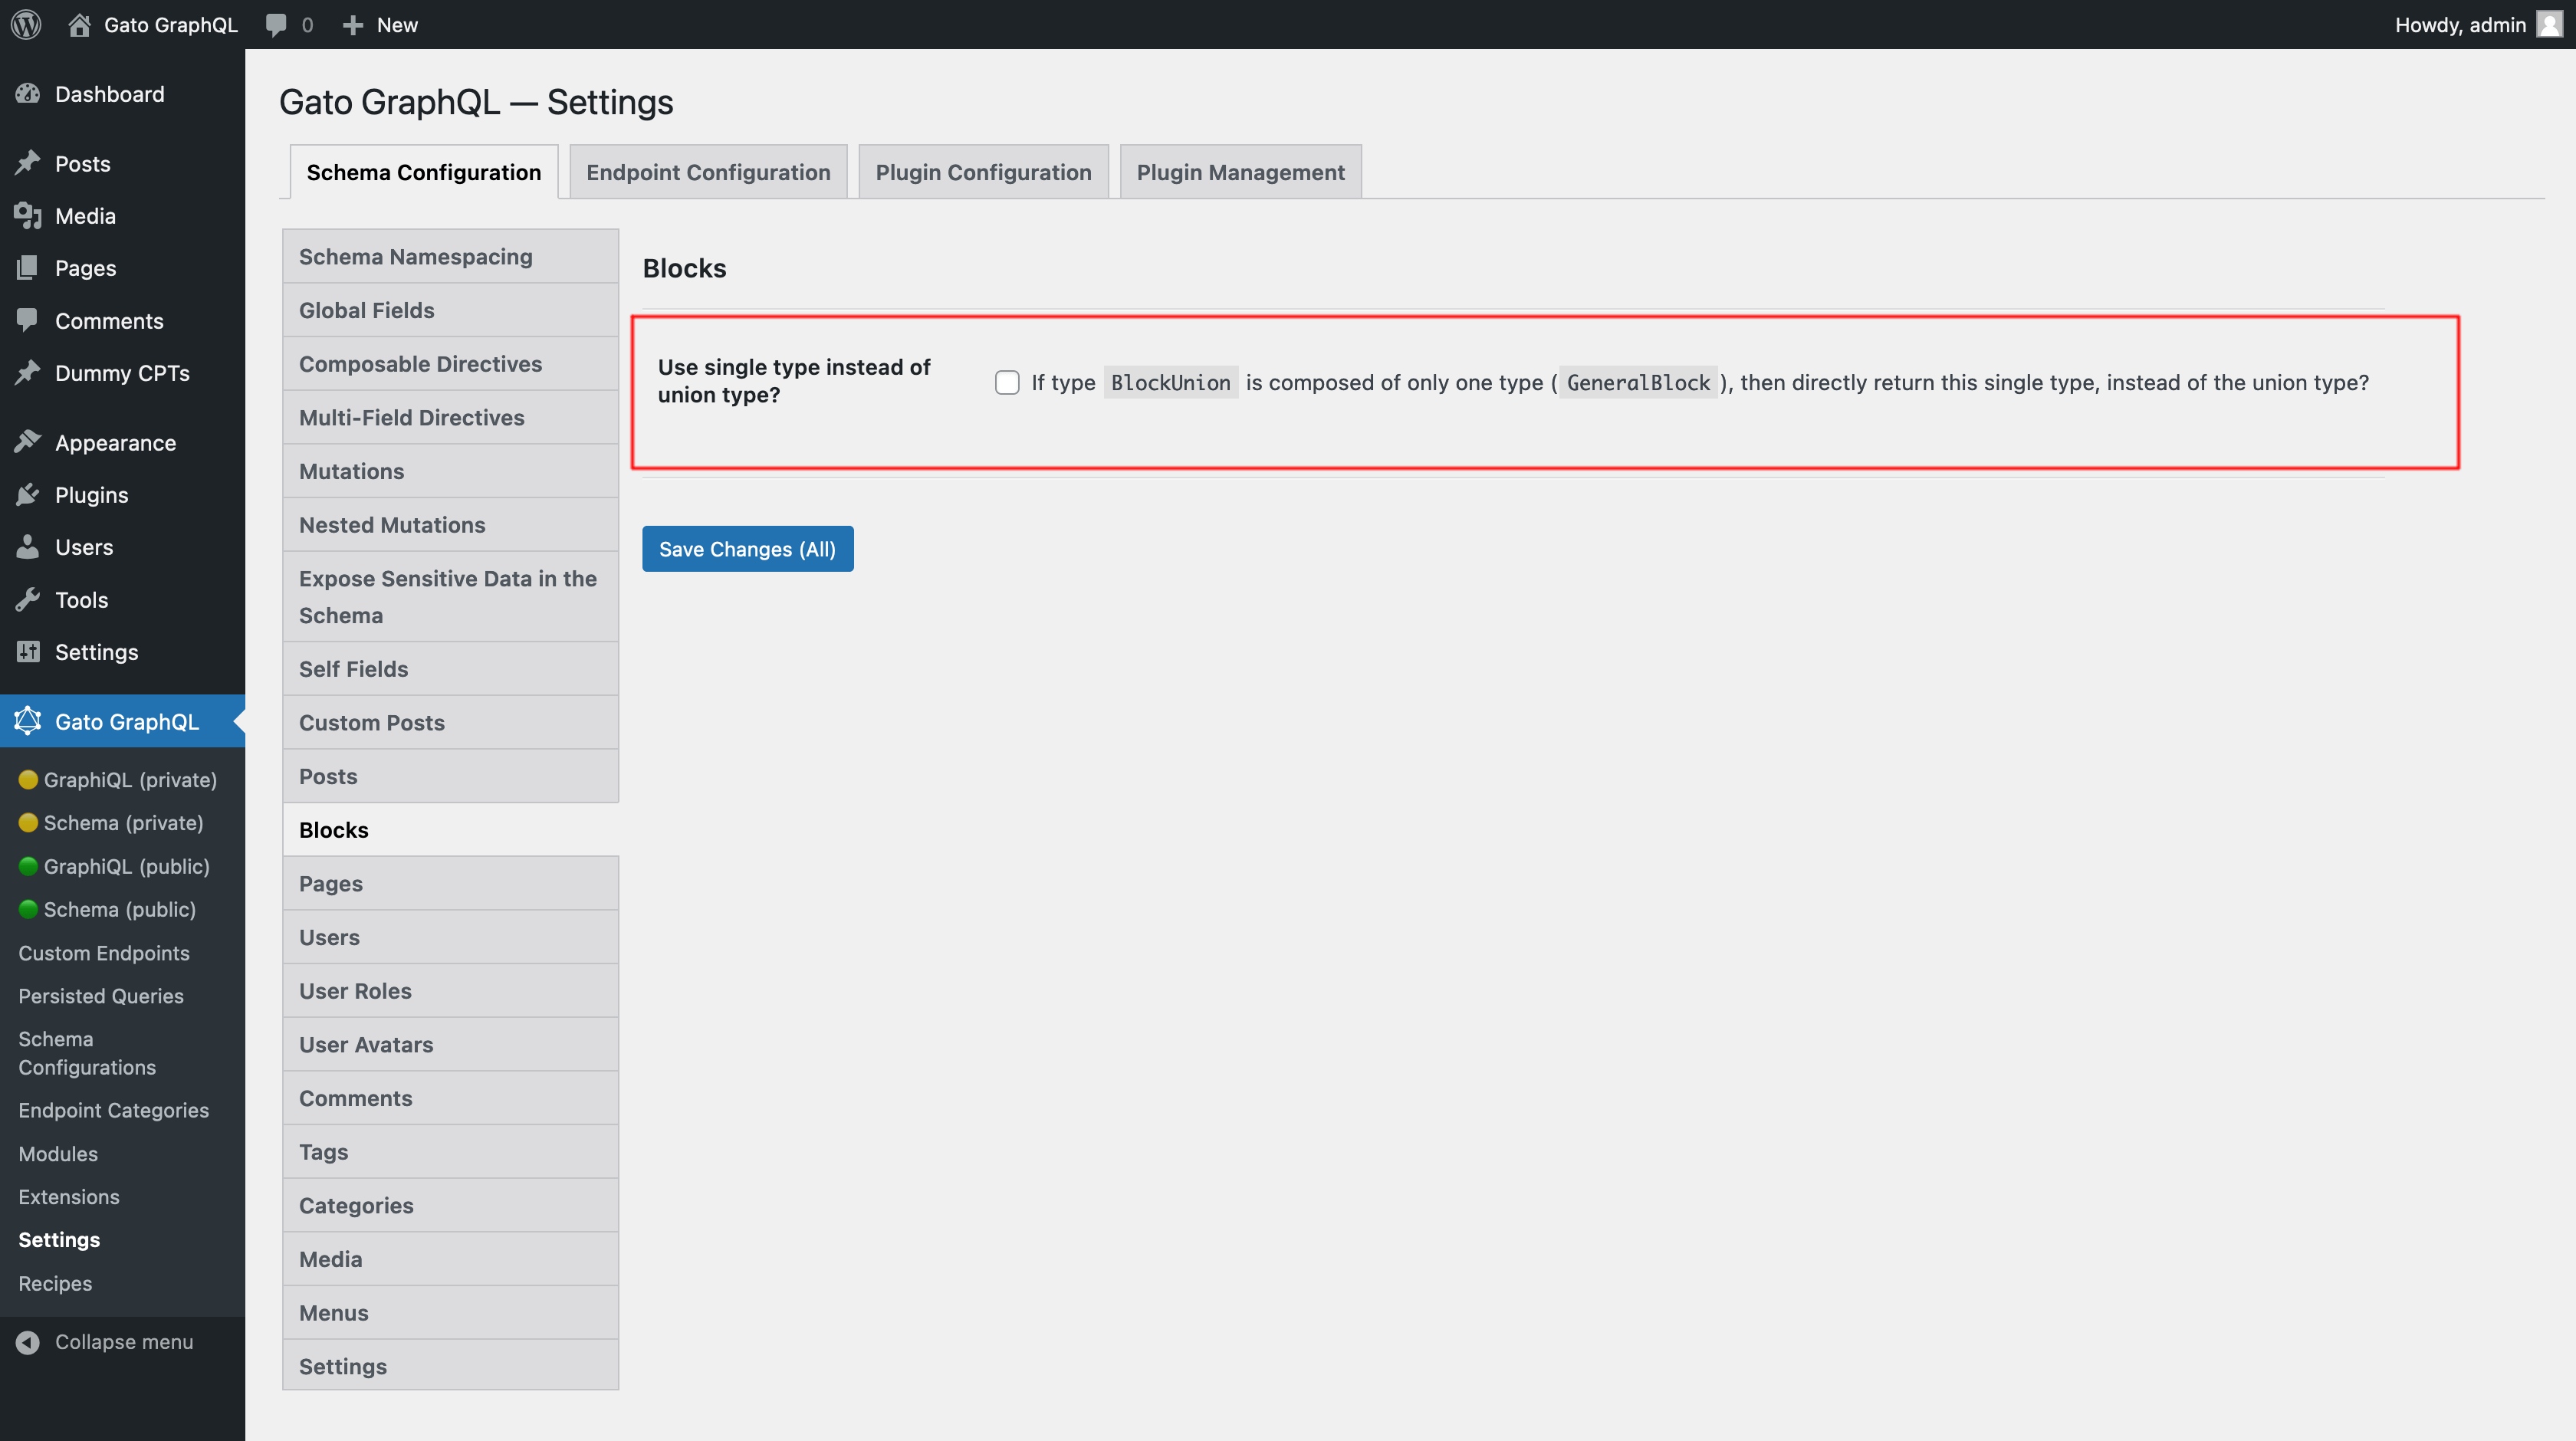 Gato GraphQL
0
New
Howdy, admin
Dashboard
Posts
Media
Pages
Comments
Dummy CPTs
Appearance
Plugins
Users
Tools
Settings
Gato GraphQL
GraphiQL (private)
Schema (private)
GraphiQL (public)
Schema (public)
Custom Endpoints
Persisted Queries
Schema
Configurations
Endpoint Categories
Modules
Extensions
Settings
Recipes
Collapse menu
Gato GraphQL — Settings
Schema Configuration
Endpoint Configuration
Plugin Configuration
Plugin Management
Schema Namespacing
Global Fields
Composable Directives
Multi-Field Directives
Mutations
Nested Mutations
Expose Sensitive Data in the
Schema
Self Fields
Custom Posts
Posts
Blocks
Pages
Users
User Roles
User Avatars
Comments
Tags
Categories
Media
Menus
Settings
Blocks
Use single type instead of
union type?
If type BlockUnion is composed of only one type ( GeneralBlock ), then directly return this single type, instead of the union type?
Save Changes (All)